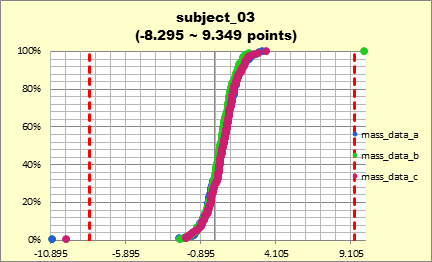 subject_03
(-8.295 ~ 9.349 points)
100%
80%
60%
40%
20%
0%
mass_data_a
mass_data_b
mass_data_c
-10.895 -5.895 -0.895 4.105 9.105